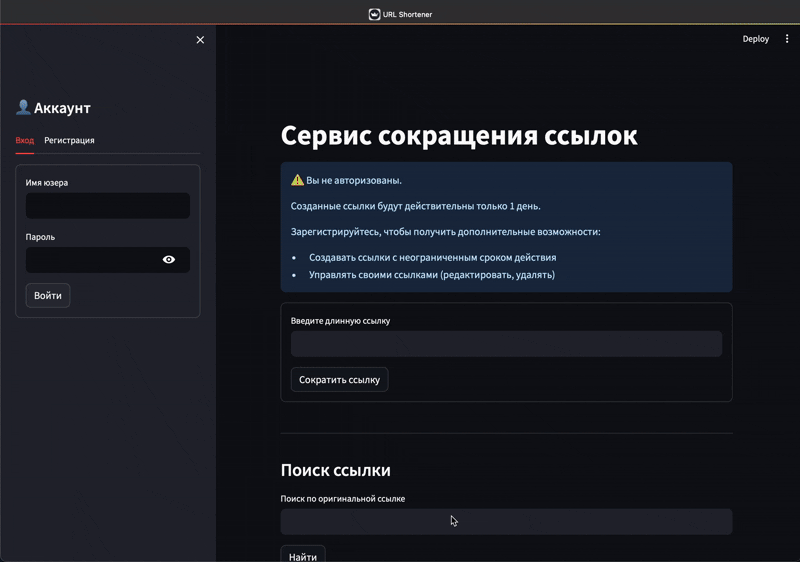 URL Shortener
Deploy
Аккаунт
Вход Регистрация
Имя юзера
Пароль
Войти
Сервис сокращения ссылок
Вы не авторизованы.
Созданные ссылки будут действительны только 1 день.
Зарегистрируйтесь, чтобы получить дополнительные возможности:
• Создавать ссылки с неограниченным сроком действия
• Управлять своими ссылками (редактировать, удалять)
Введите длинную ссылку
Сократить ссылку
Поиск ссылки
Поиск по оригинальной ссылке
Найти